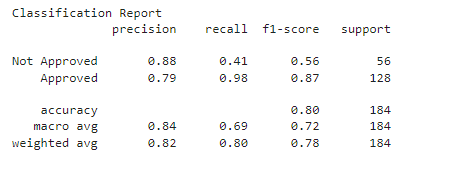 Classification Report
precision recall f1-score support
Not Approved 0.88 0.41 0.56 56
Approved 0.79 0.98 0.87 128
accuracy 0.80 184
macro avg 0.84 0.69 0.72 184
weighted avg 0.82 0.80 0.78 184